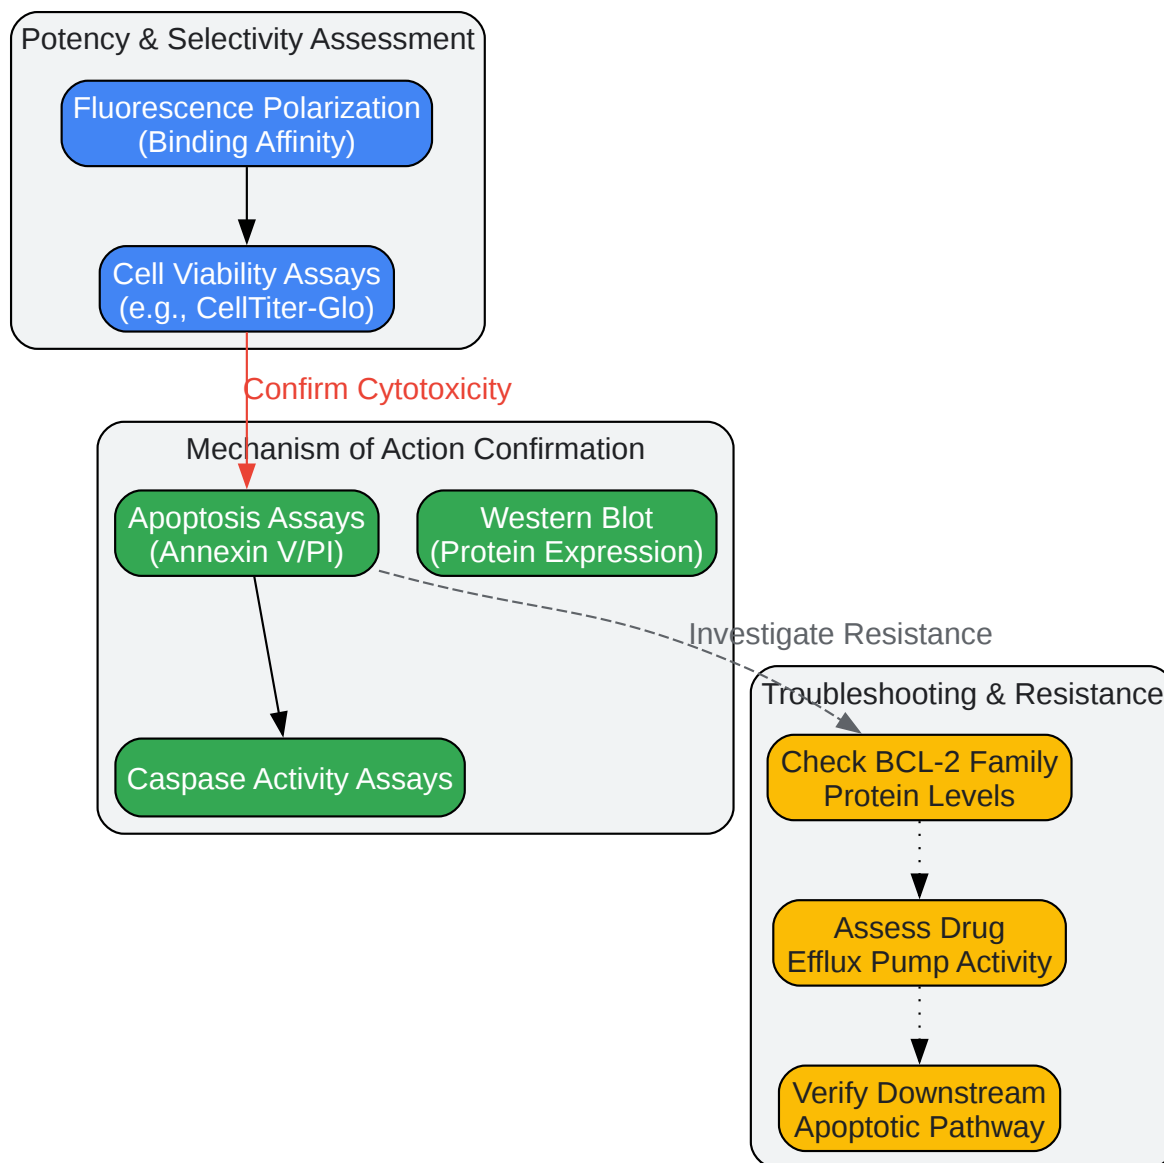 Potency & Selectivity Assessment
Fluorescence Polarization
(Binding Affinity)
Cell Viability Assays
(e.g., CellTiter-Glo)
Confirm Cytotoxicity
Mechanism of Action Confirmation
Apoptosis Assays
(Annexin V/PI)
Western Blot
(Protein Expression)
Investigate Resistance
Troubleshooting & Resistance
Check BCL-2 Family
Protein Levels
Caspase Activity Assays
Assess Drug
Efflux Pump Activity
Verify Downstream
Apoptotic Pathway